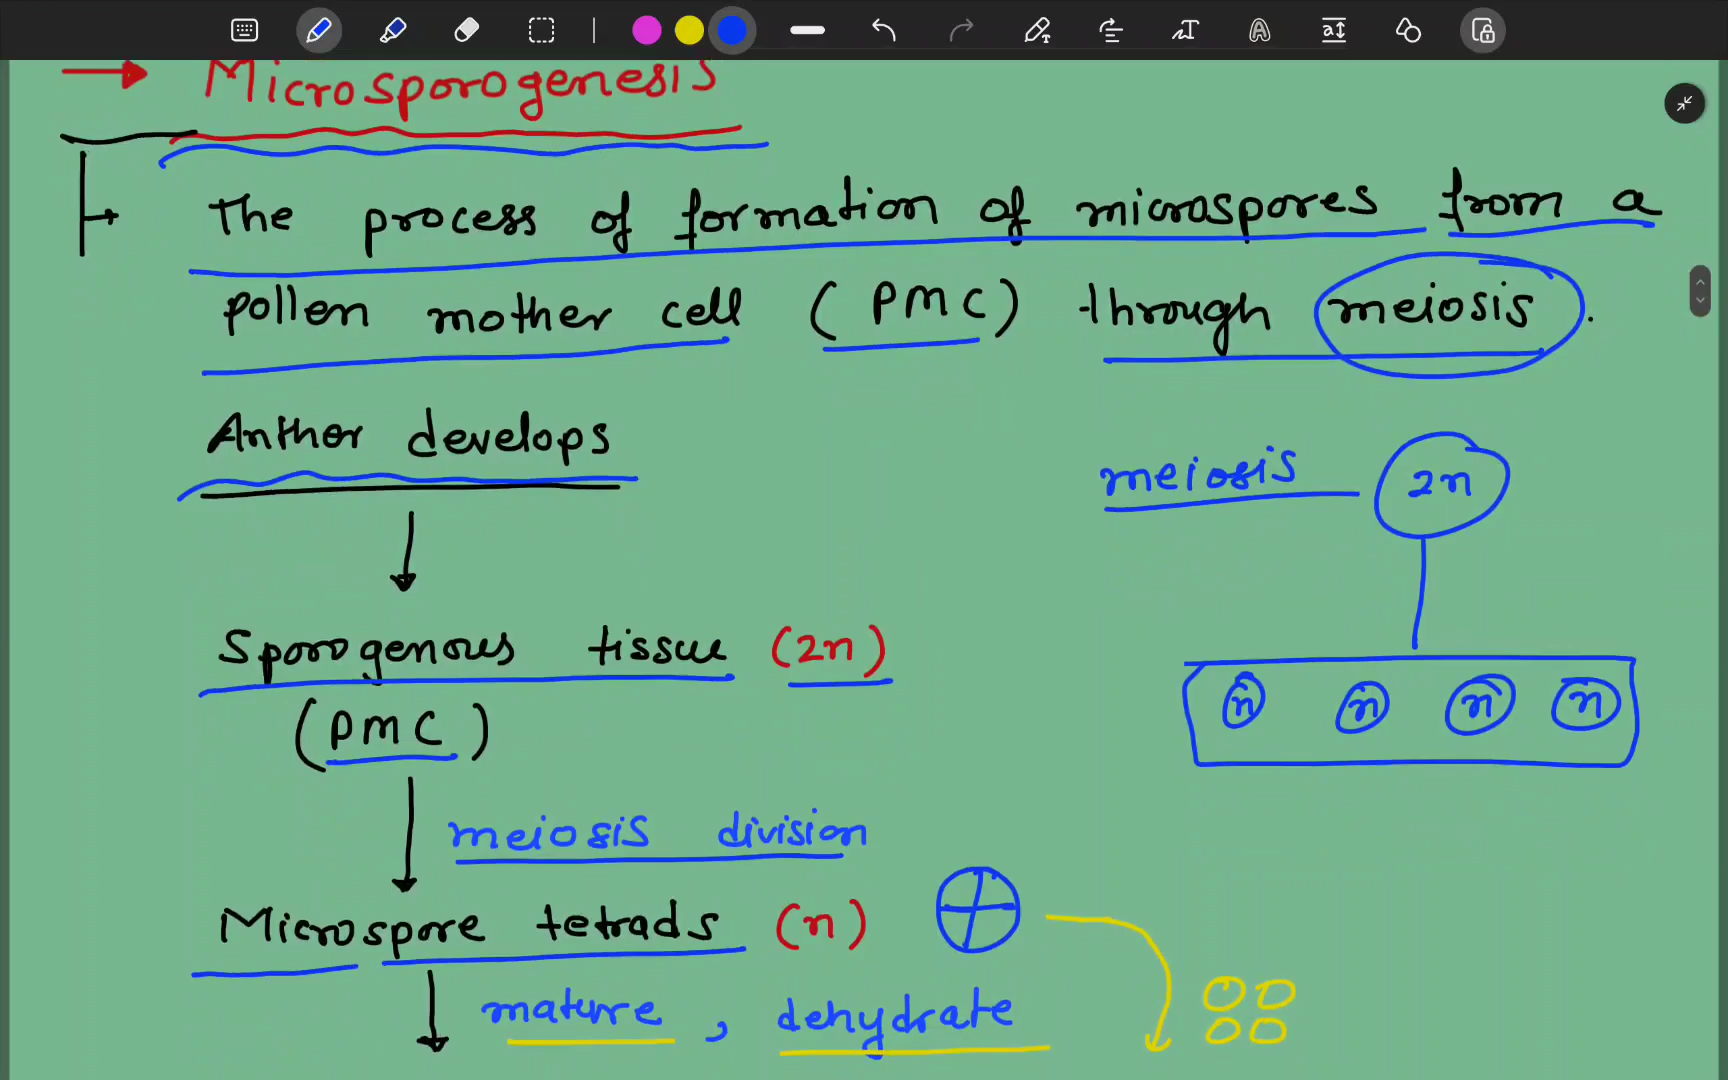 Microsporogenesis
The process of formation of microspores from a
pollen mother cell (PMC) through meiosis.
Anther develops
meiosis 2n
Sporogenous tissue (2n)
(PMC)
n n n n
meiosis division
Microspore tetrads (n)
mature, dehydrate